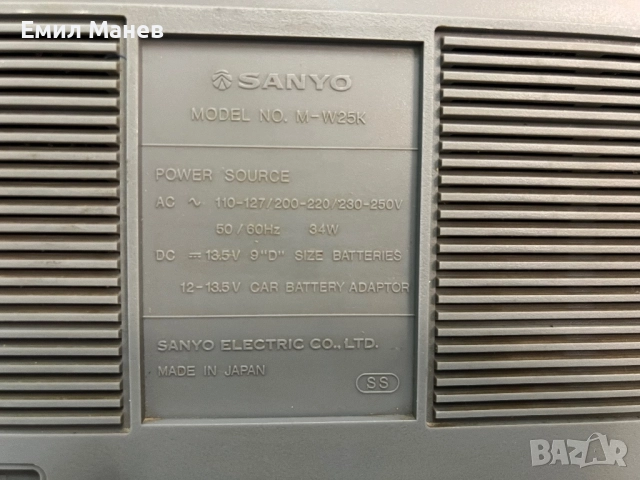 Емил Манев
SANYO
MODEL NO. M-W25K
POWER SOURCE
AC ∿ 110-127/200-220/230-250V
50/60Hz 34W
DC ⎓ 13.5V 9"D" SIZE BATTERIES
12-13.5V CAR BATTERY ADAPTOR
SANYO ELECTRIC CO., LTD.
MADE IN JAPAN
SS
BAZAR